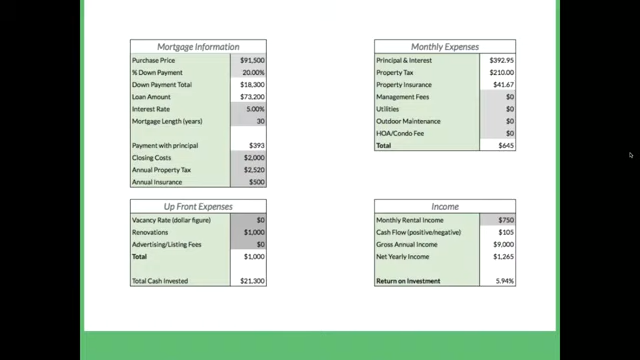 Mortgage Information
Purchase Price $91,500
% Down Payment 20.00%
Down Payment Total $18,300
Loan Amount $73,200
Interest Rate 5.00%
Mortgage Length (years) 30
Payment with principal $393
Closing Costs $2,000
Annual Property Tax $2,520
Annual Insurance $500
Monthly Expenses
Principal & Interest $392.95
Property Tax $210.00
Property Insurance $41.67
Management Fees $0
Utilities $0
Outdoor Maintenance $0
HOA/Condo Fee $0
Total $645
Up Front Expenses
Vacancy Rate (dollar figure) $0
Renovations $1,000
Advertising/Listing Fees $0
Total $1,000
Total Cash Invested $21,300
Income
Monthly Rental Income $750
Cash Flow (positive/negative) $105
Gross Annual Income $9,000
Net Yearly Income $1,265
Return on Investment 5.94%